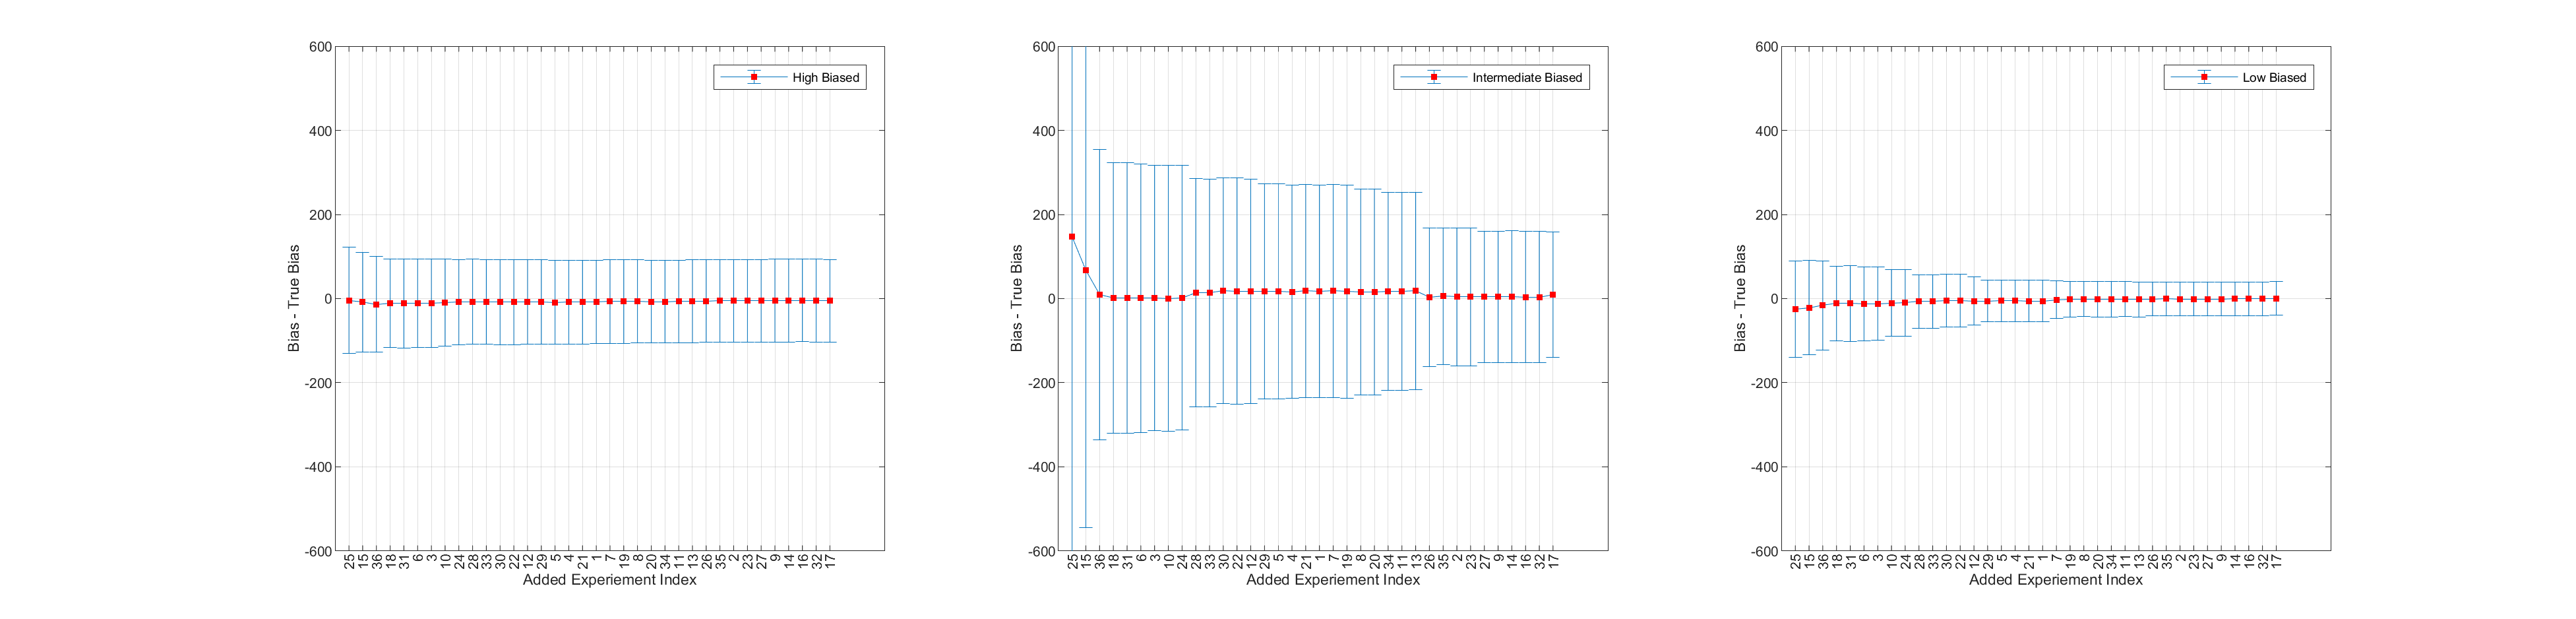 600
400
200
0
-200
-400
-600
Bias - True Bias
High Biased
25 15 36 18 31 6 3 10 24 28 33 30 22 12 29 5 4 21 1 7 19 8 20 34 11 13 26 35 2 23 27 9 14 16 32 17
Added Experiement Index
600
400
200
0
-200
-400
-600
Bias - True Bias
Intermediate Biased
25 15 36 18 31 6 3 10 24 28 33 30 22 12 29 5 4 21 1 7 19 8 20 34 11 13 26 35 2 23 27 9 14 16 32 17
Added Experiement Index
600
400
200
0
-200
-400
-600
Bias - True Bias
Low Biased
25 15 36 18 31 6 3 10 24 28 33 30 22 12 29 5 4 21 1 7 19 8 20 34 11 13 26 35 2 23 27 9 14 16 32 17
Added Experiement Index